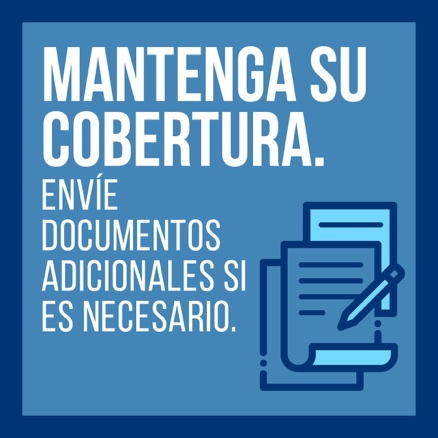 MANTENGA SU
COBERTURA.
ENVÍE
DOCUMENTOS
ADICIONALES SI
ES NECESARIO.